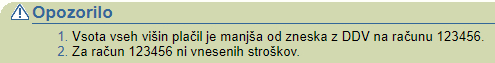 Opozorilo
1. Vsota vseh višin plačil je manjša od zneska z DDV na računu 123456.
2. Za račun 123456 ni vnesenih stroškov.